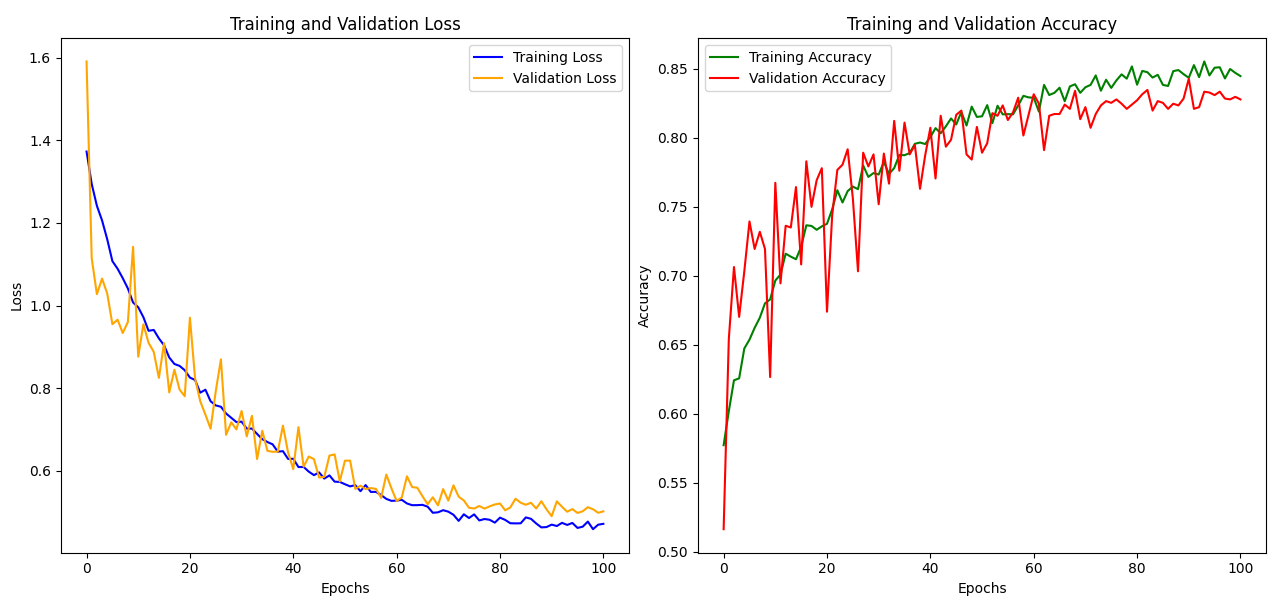 Training and Validation Loss
Training Loss
Validation Loss
1.6
1.4
1.2
1.0
0.8
0.6
Loss
0
20
40
60
80
100
Epochs
Training and Validation Accuracy
Training Accuracy
Validation Accuracy
0.85
0.80
0.75
0.70
0.65
0.60
0.55
0.50
Accuracy
0
20
40
60
80
100
Epochs